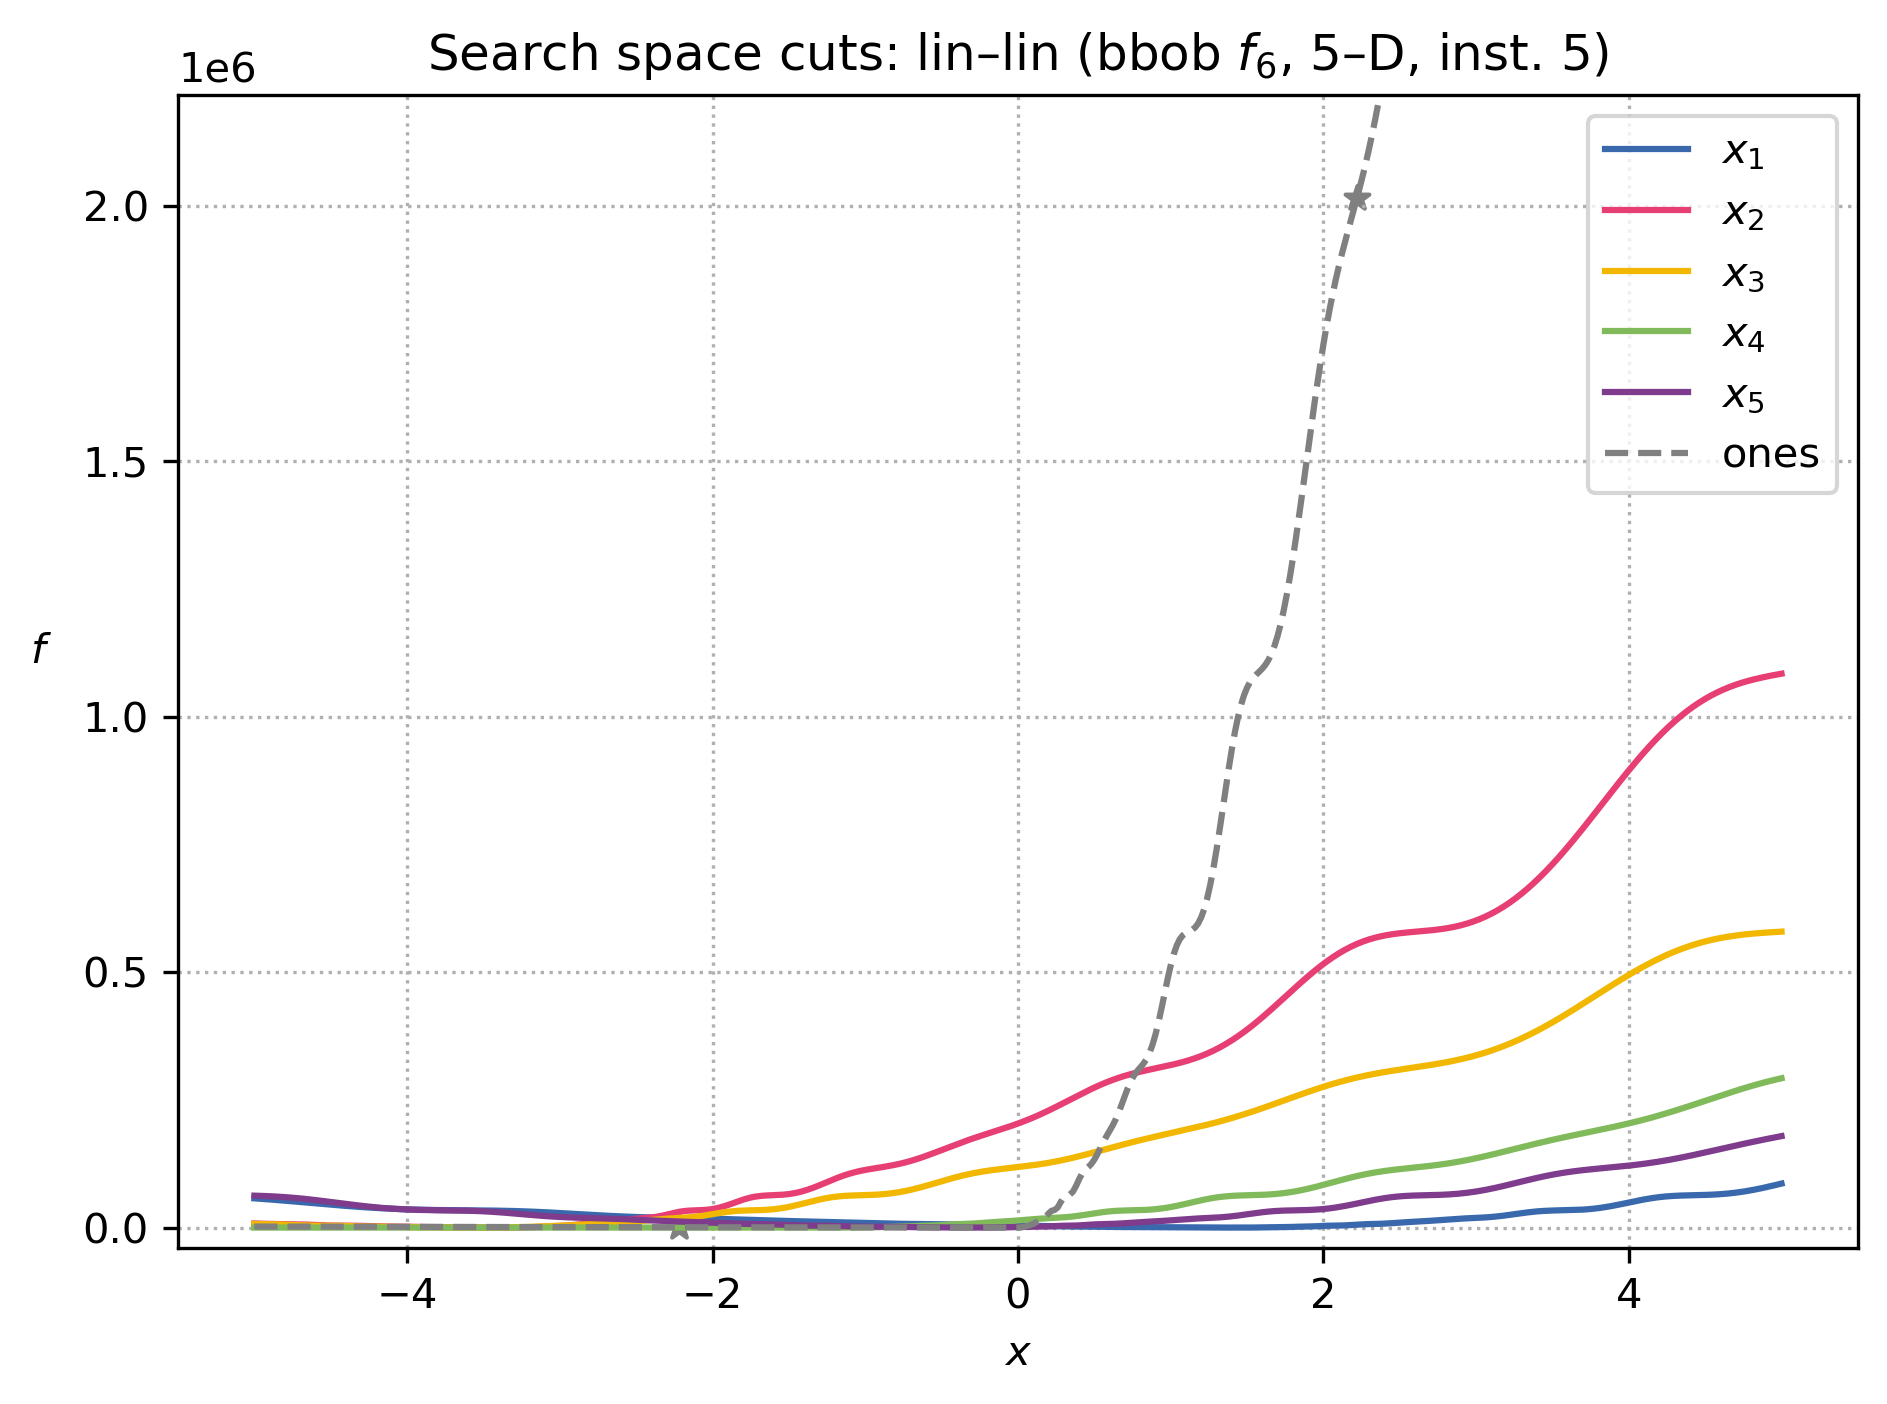 Search space cuts: lin–lin (bbob f₆, 5–D, inst. 5)
1e6
x₁
x₂
x₃
x₄
x₅
ones
2.0
1.5
1.0
0.5
0.0
f
−4
−2
0
2
4
x